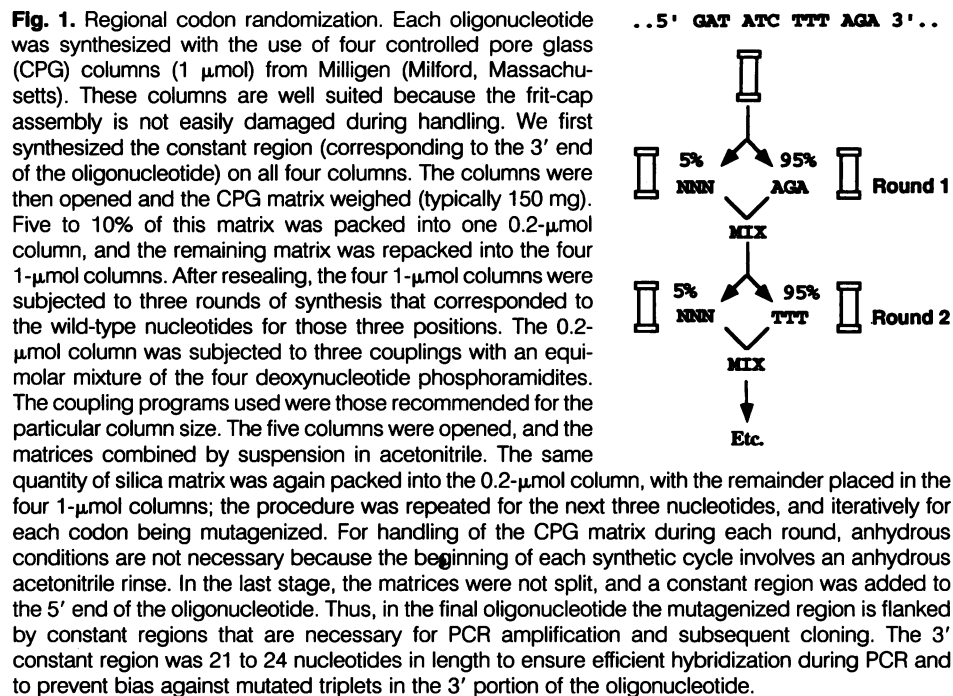 Fig. 1. Regional codon randomization. Each oligonucleotide
was synthesized with the use of four controlled pore glass
(CPG) columns (1 μmol) from Milligen (Milford, Massachu-
setts). These columns are well suited because the frit-cap
assembly is not easily damaged during handling. We first
synthesized the constant region (corresponding to the 3′ end
of the oligonucleotide) on all four columns. The columns were
then opened and the CPG matrix weighed (typically 150 mg).
Five to 10% of this matrix was packed into one 0.2-μmol
column, and the remaining matrix was repacked into the four
1-μmol columns. After resealing, the four 1-μmol columns were
subjected to three rounds of synthesis that corresponded to
the wild-type nucleotides for those three positions. The 0.2-
μmol column was subjected to three couplings with an equi-
molar mixture of the four deoxynucleotide phosphoramidites.
The coupling programs used were those recommended for the
particular column size. The five columns were opened, and the
matrices combined by suspension in acetonitrile. The same
quantity of silica matrix was again packed into the 0.2-μmol column, with the remainder placed in the
four 1-μmol columns; the procedure was repeated for the next three nucleotides, and iteratively for
each codon being mutagenized. For handling of the CPG matrix during each round, anhydrous
conditions are not necessary because the beginning of each synthetic cycle involves an anhydrous
acetonitrile rinse. In the last stage, the matrices were not split, and a constant region was added to
the 5′ end of the oligonucleotide. Thus, in the final oligonucleotide the mutagenized region is flanked
by constant regions that are necessary for PCR amplification and subsequent cloning. The 3′
constant region was 21 to 24 nucleotides in length to ensure efficient hybridization during PCR and
to prevent bias against mutated triplets in the 3′ portion of the oligonucleotide.
..5' GAT ATC TTT AGA 3'..
5% 95%
NNN AGA Round 1
MIX
5% 95%
NNN TTT Round 2
MIX
Etc.